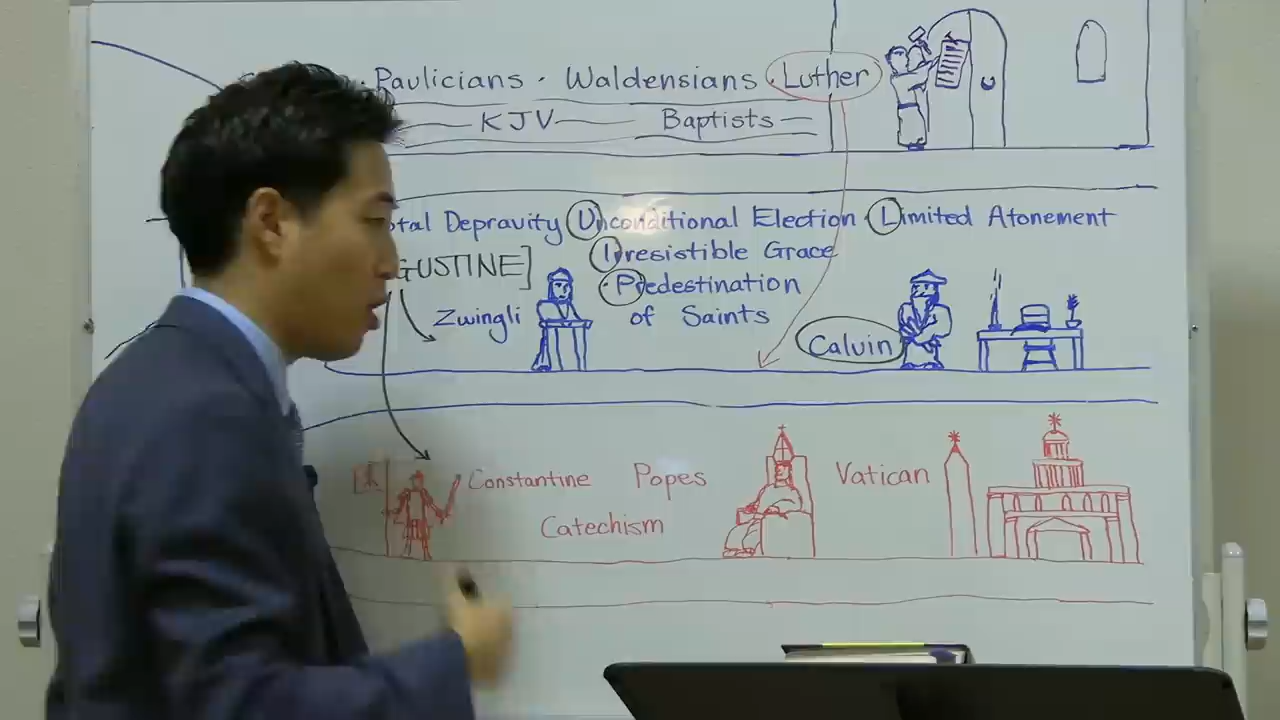 Paulicians · Waldensians · Luther
KJV Baptists
tal Depravity Unconditional Election Limited Atonement
Irresistible Grace
GUSTINE]
· Predestination
Zwingli of Saints
Calvin
Constantine Popes Vatican
Catechism